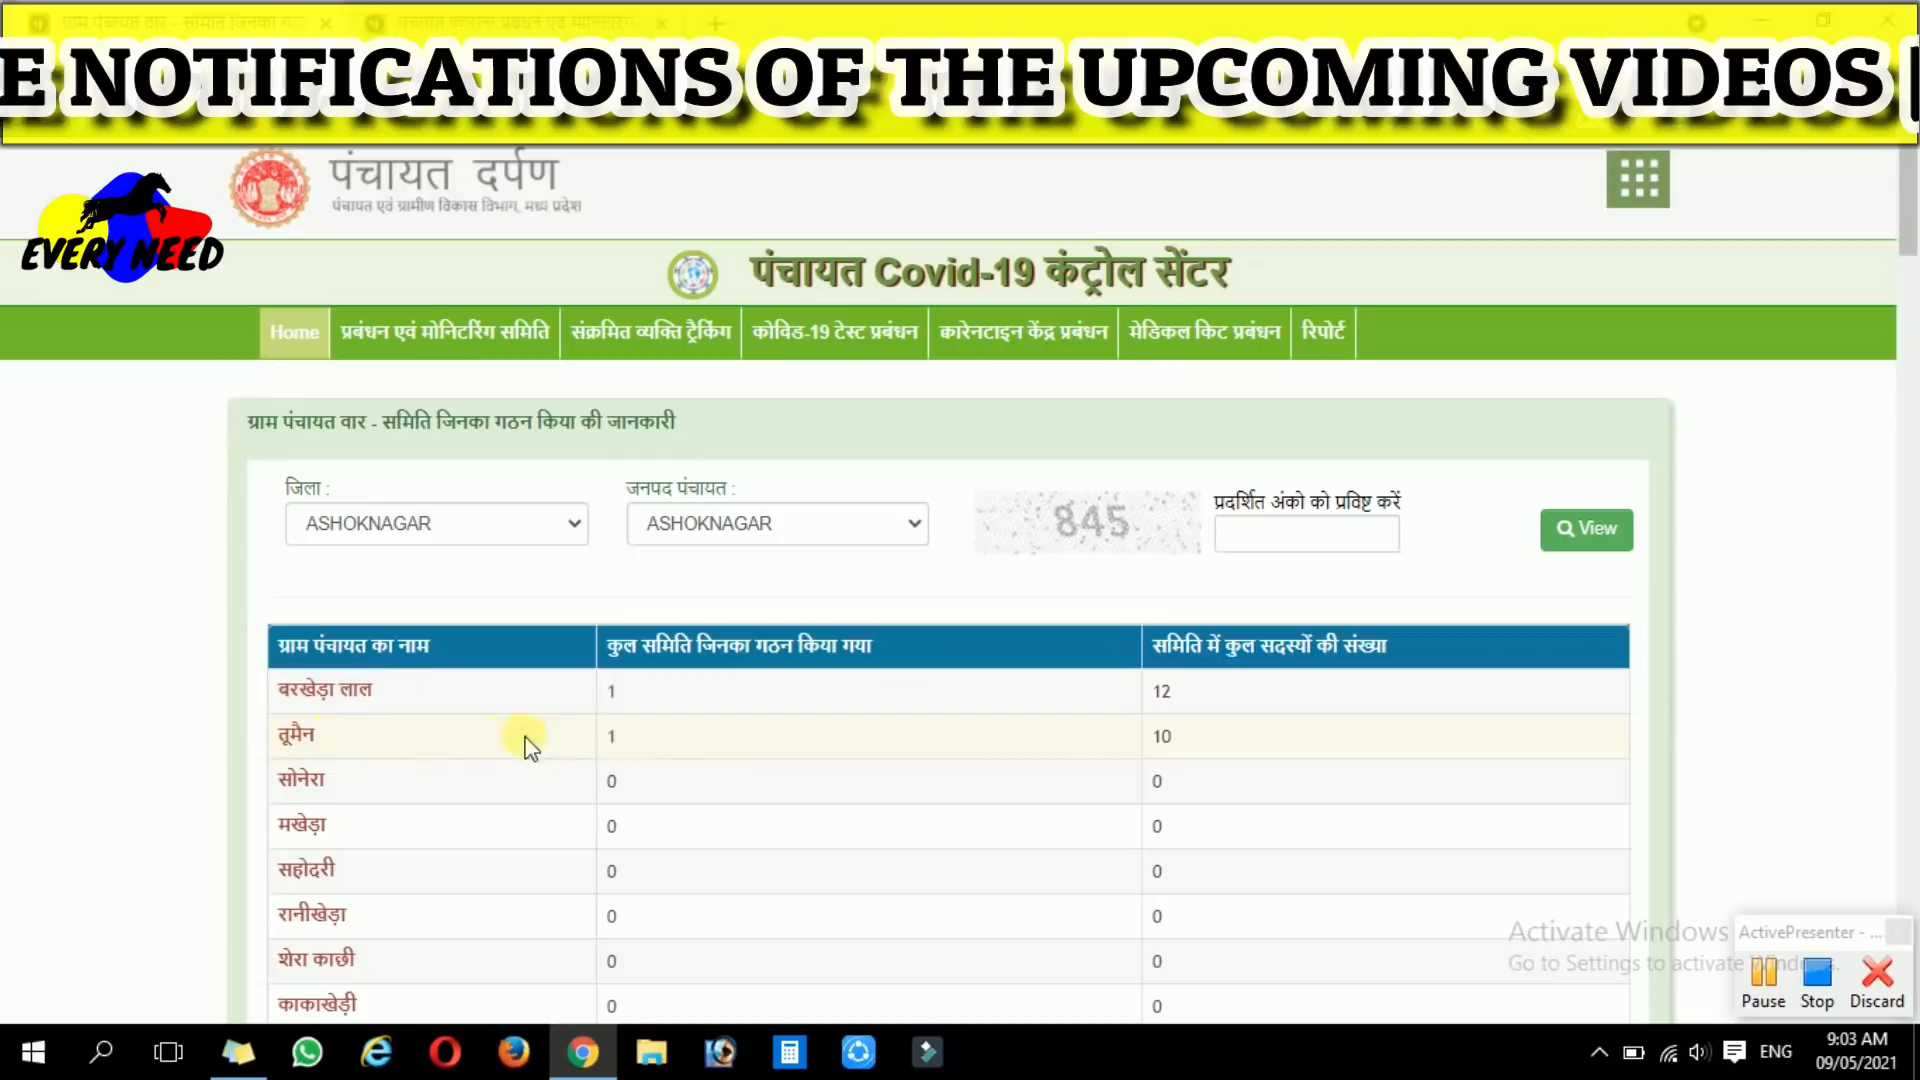 E NOTIFICATIONS OF THE UPCOMING VIDEOS
EVERY NEED
पंचायत दर्पण
पंचायत एवं ग्रामीण विकास विभाग, मध्य प्रदेश
पंचायत Covid-19 कंट्रोल सेंटर
Home प्रबंधन एवं मोनिटरिंग समिति संक्रमित व्यक्ति ट्रैकिंग कोविड-19 टेस्ट प्रबंधन क्वारेनटाइन केंद्र प्रबंधन मेडिकल किट प्रबंधन रिपोर्ट
ग्राम पंचायत वार - समिति जिनका गठन किया की जानकारी
जिला : जनपद पंचायत : प्रदर्शित अंको को प्रविष्ट करें
ASHOKNAGAR ASHOKNAGAR 845 View
ग्राम पंचायत का नाम कुल समिति जिनका गठन किया गया समिति में कुल सदस्यों की संख्या
बरखेड़ा लाल 1 12
तूमैन 1 10
सोनेरा 0 0
मखेड़ा 0 0
सहोदरी 0 0
रानीखेड़ा 0 0
शेरा काछी 0 0
काकाखेड़ी 0 0
Activate Windows
Go to Settings to activate Windows.
ActivePresenter - ...
Pause Stop Discard
ENG
9:03 AM
09/05/2021